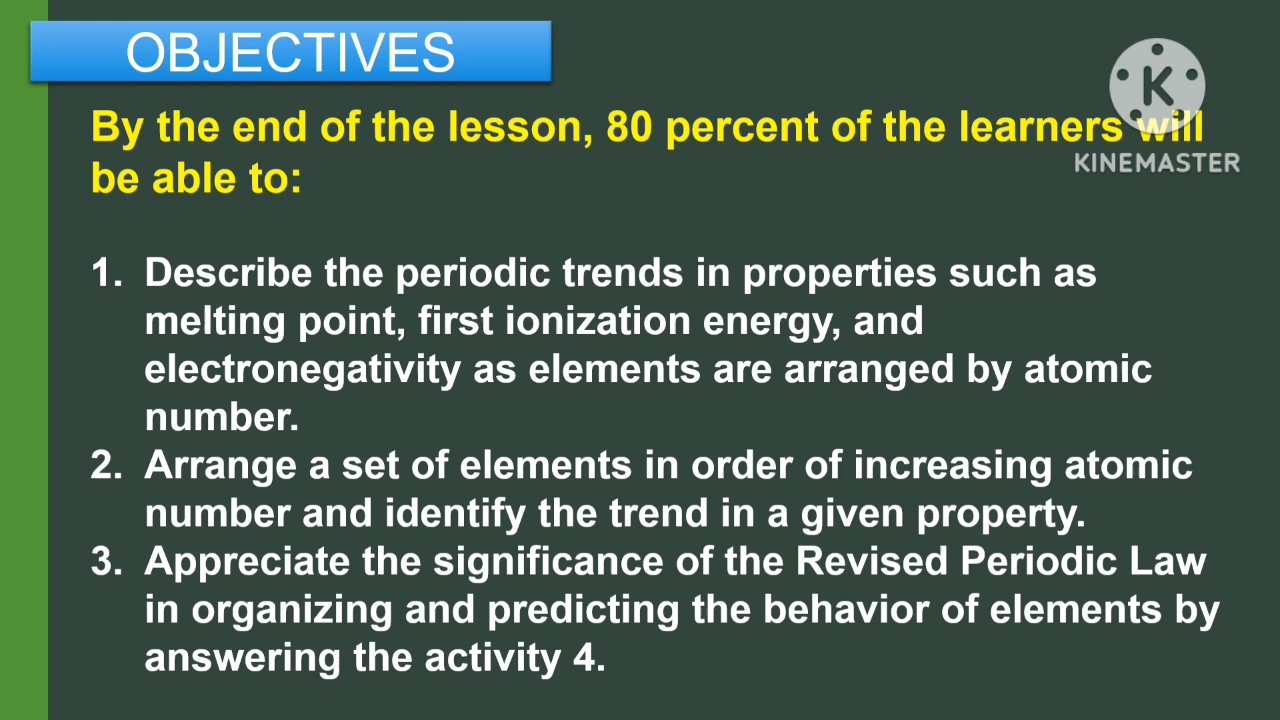 OBJECTIVES
By the end of the lesson, 80 percent of the learners will
be able to:
K
KINEMASTER
1. Describe the periodic trends in properties such as
melting point, first ionization energy, and
electronegativity as elements are arranged by atomic
number.
2. Arrange a set of elements in order of increasing atomic
number and identify the trend in a given property.
3. Appreciate the significance of the Revised Periodic Law
in organizing and predicting the behavior of elements by
answering the activity 4.